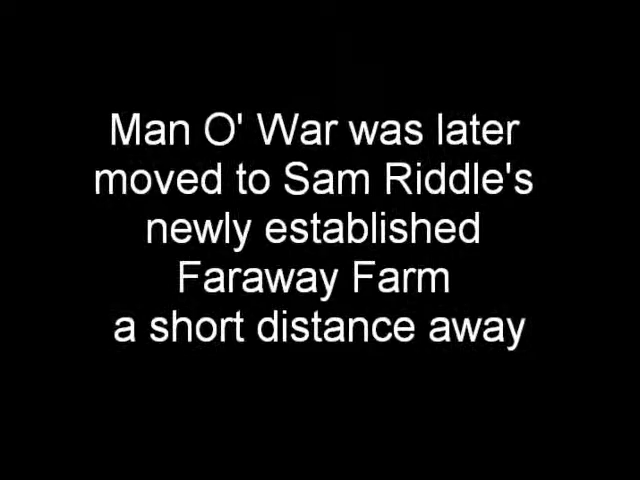 Man O' War was later
moved to Sam Riddle's
newly established
Faraway Farm
a short distance away